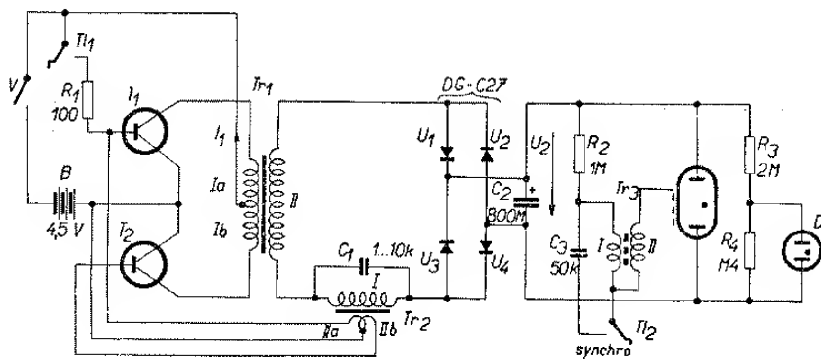 Tl1
V
R1
100
T1
Tr1
I1
Ia
Ib
II
B
4,5 V
T2
DG-C27
U1
U2
U3
U4
C1
1...10k
I
IIa
IIb
Tr2
C2
800M
U2
R2
1M
Tr3
C3
50k
I
II
Tl2
synchro
R3
2M
R4
M4
D